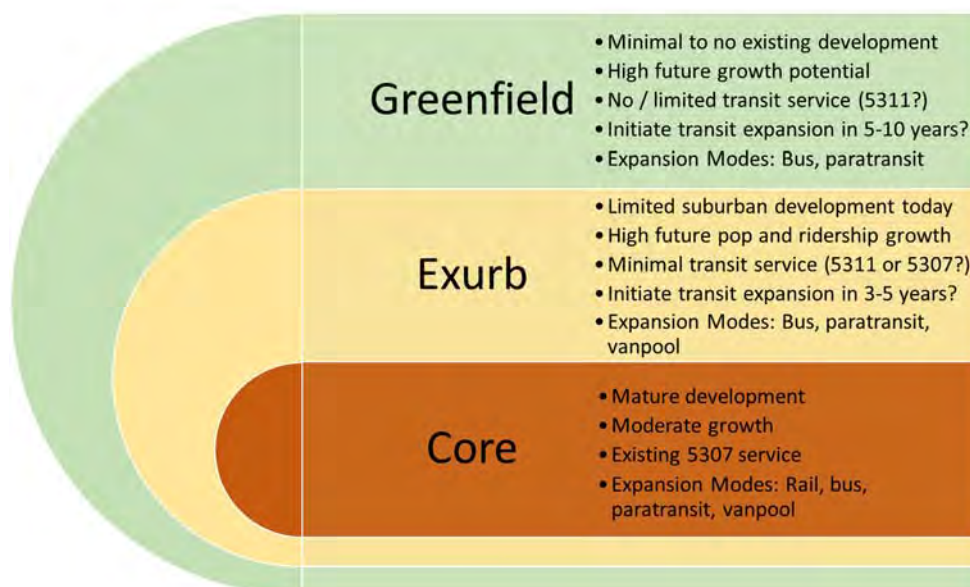 Greenfield
• Minimal to no existing development
• High future growth potential
• No / limited transit service (5311?)
• Initiate transit expansion in 5-10 years?
• Expansion Modes: Bus, paratransit
Exurb
• Limited suburban development today
• High future pop and ridership growth
• Minimal transit service (5311 or 5307?)
• Initiate transit expansion in 3-5 years?
• Expansion Modes: Bus, paratransit,
vanpool
Core
• Mature development
• Moderate growth
• Existing 5307 service
• Expansion Modes: Rail, bus,
paratransit, vanpool